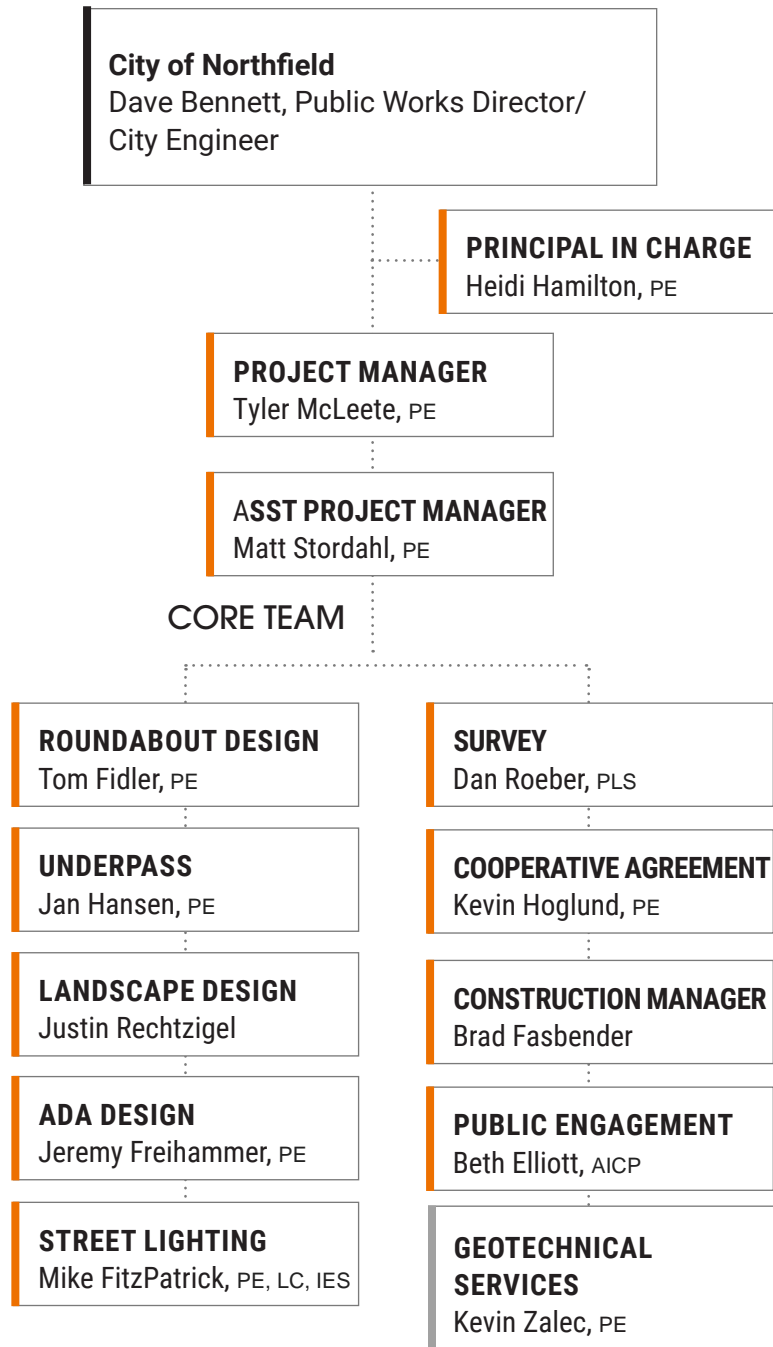 City of Northfield
Dave Bennett, Public Works Director/
City Engineer
PRINCIPAL IN CHARGE
Heidi Hamilton, PE
PROJECT MANAGER
Tyler McLeete, PE
ASST PROJECT MANAGER
Matt Stordahl, PE
CORE TEAM
ROUNDABOUT DESIGN
Tom Fidler, PE
UNDERPASS
Jan Hansen, PE
LANDSCAPE DESIGN
Justin Rechtzigel
ADA DESIGN
Jeremy Freihammer, PE
STREET LIGHTING
Mike FitzPatrick, PE, LC, IES
SURVEY
Dan Roeber, PLS
COOPERATIVE AGREEMENT
Kevin Hoglund, PE
CONSTRUCTION MANAGER
Brad Fasbender
PUBLIC ENGAGEMENT
Beth Elliott, AICP
GEOTECHNICAL
SERVICES
Kevin Zalec, PE